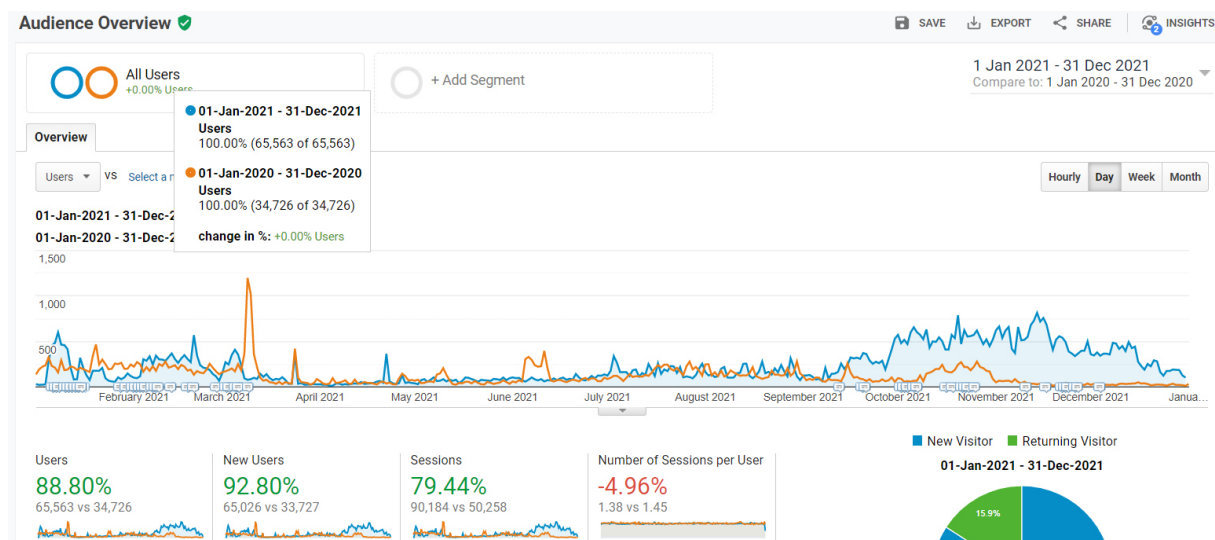 Audience Overview
SAVE
EXPORT
SHARE
2
INSIGHTS
All Users
+0.00% Users
+ Add Segment
1 Jan 2021 - 31 Dec 2021
Compare to: 1 Jan 2020 - 31 Dec 2020
01-Jan-2021 - 31-Dec-2021
Users
100.00% (65,563 of 65,563)
01-Jan-2020 - 31-Dec-2020
Users
100.00% (34,726 of 34,726)
change in %: +0.00% Users
Overview
Users VS Select a
Hourly Day Week Month
01-Jan-2021 - 31-Dec-
01-Jan-2020 - 31-Dec-
1,500
1,000
500
February 2021 March 2021 April 2021 May 2021 June 2021 July 2021 August 2021 September 2021 October 2021 November 2021 December 2021 Janua...
New Visitor Returning Visitor
01-Jan-2021 - 31-Dec-2021
15.9%
Users
88.80%
65,563 vs 34,726
New Users
92.80%
65,026 vs 33,727
Sessions
79.44%
90,184 vs 50,258
Number of Sessions per User
-4.96%
1.38 vs 1.45